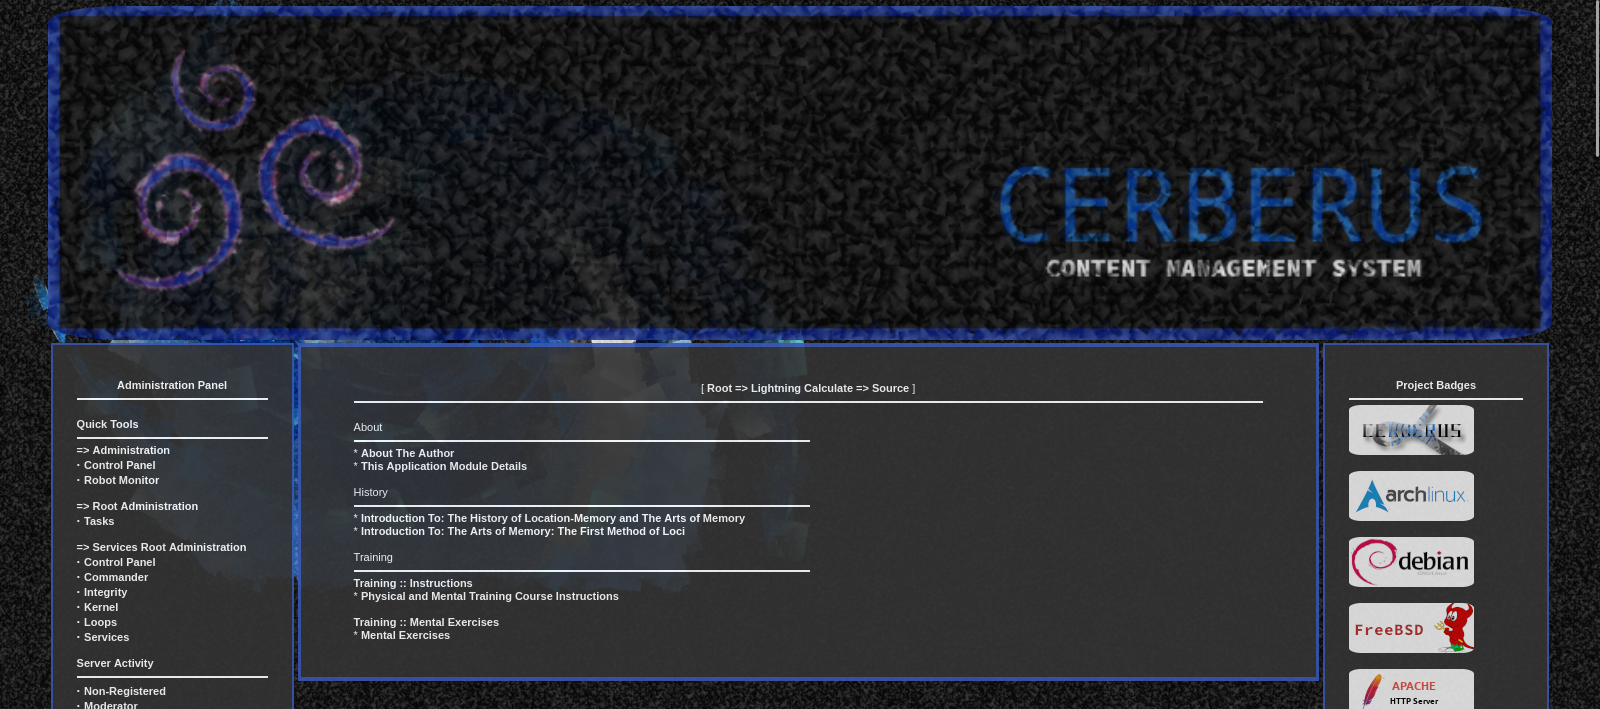 CERBERUS
CONTENT MANAGEMENT SYSTEM
Administration Panel
Quick Tools
=> Administration
· Control Panel
· Robot Monitor
=> Root Administration
· Tasks
=> Services Root Administration
· Control Panel
· Commander
· Integrity
· Kernel
· Loops
· Services
Server Activity
· Non-Registered
· Moderator
[ Root => Lightning Calculate => Source ]
About
* About The Author
* This Application Module Details
History
* Introduction To: The History of Location-Memory and The Arts of Memory
* Introduction To: The Arts of Memory: The First Method of Loci
Training
Training :: Instructions
* Physical and Mental Training Course Instructions
Training :: Mental Exercises
* Mental Exercises
Project Badges
CERBERUS
archlinux
debian
FreeBSD
APACHE
HTTP Server